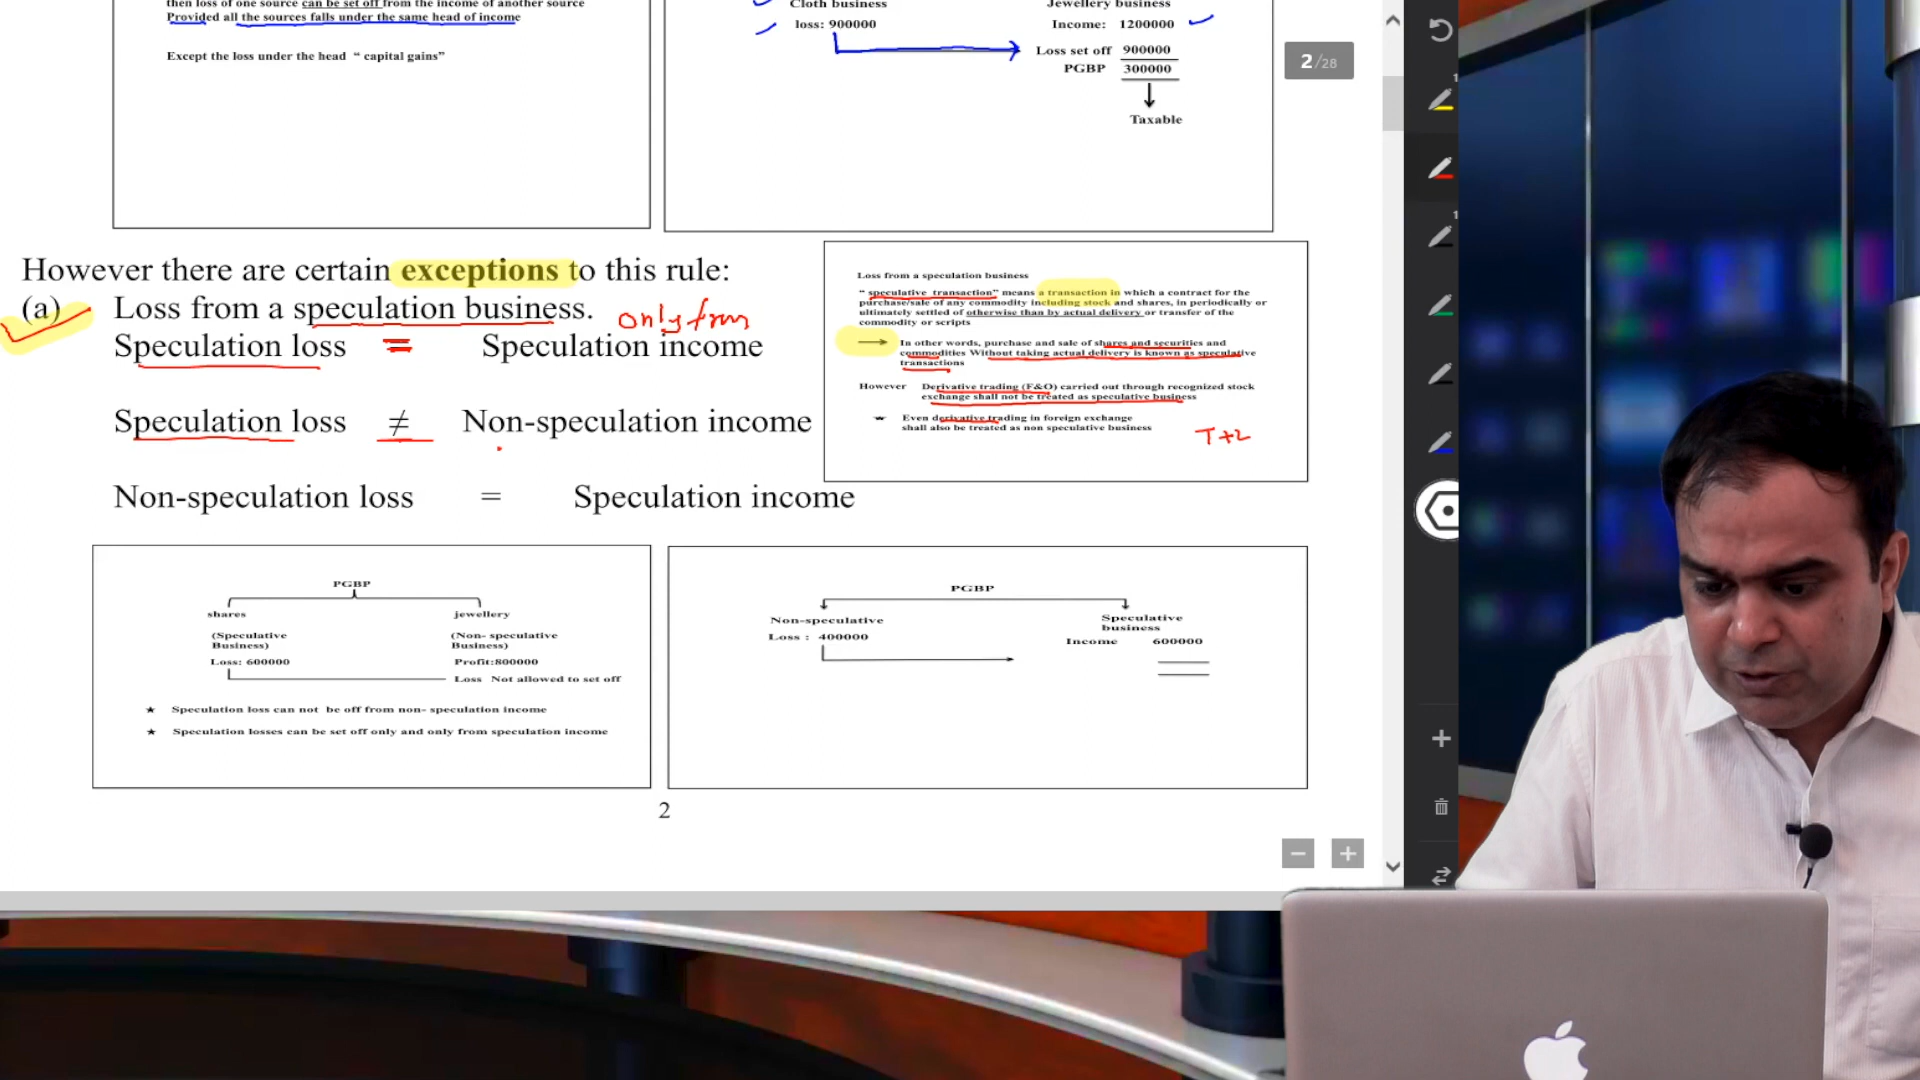 then loss of one source can be set off from the income of another source
Provided all the sources falls under the same head of income
Except the loss under the head “ capital gains”
Cloth business
loss: 900000
Jewellery business
Income: 1200000
Loss set off 900000
PGBP 300000
Taxable
2/28
However there are certain exceptions to this rule:
(a) Loss from a speculation business.
only from
Speculation loss = Speculation income
Speculation loss ≠ Non-speculation income
Non-speculation loss = Speculation income
Loss from a speculation business
“ speculative transaction” means a transaction in which a contract for the
purchase/sale of any commodity including stock and shares, in periodically or
ultimately settled of otherwise than by actual delivery or transfer of the
commodity or scripts
In other words, purchase and sale of shares and securities and
commodities Without taking actual delivery is known as speculative
transactions
However Derivative trading (F&O) carried out through recognized stock
exchange shall not be treated as speculative business
Even derivative trading in foreign exchange
shall also be treated as non speculative business
T+2
PGBP
shares jewellery
(Speculative
Business)
(Non- speculative
Business)
Loss: 600000 Profit:800000
Loss Not allowed to set off
★ Speculation loss can not be off from non- speculation income
★ Speculation losses can be set off only and only from speculation income
PGBP
Non-speculative
Loss : 400000
Speculative
business
Income 600000
2